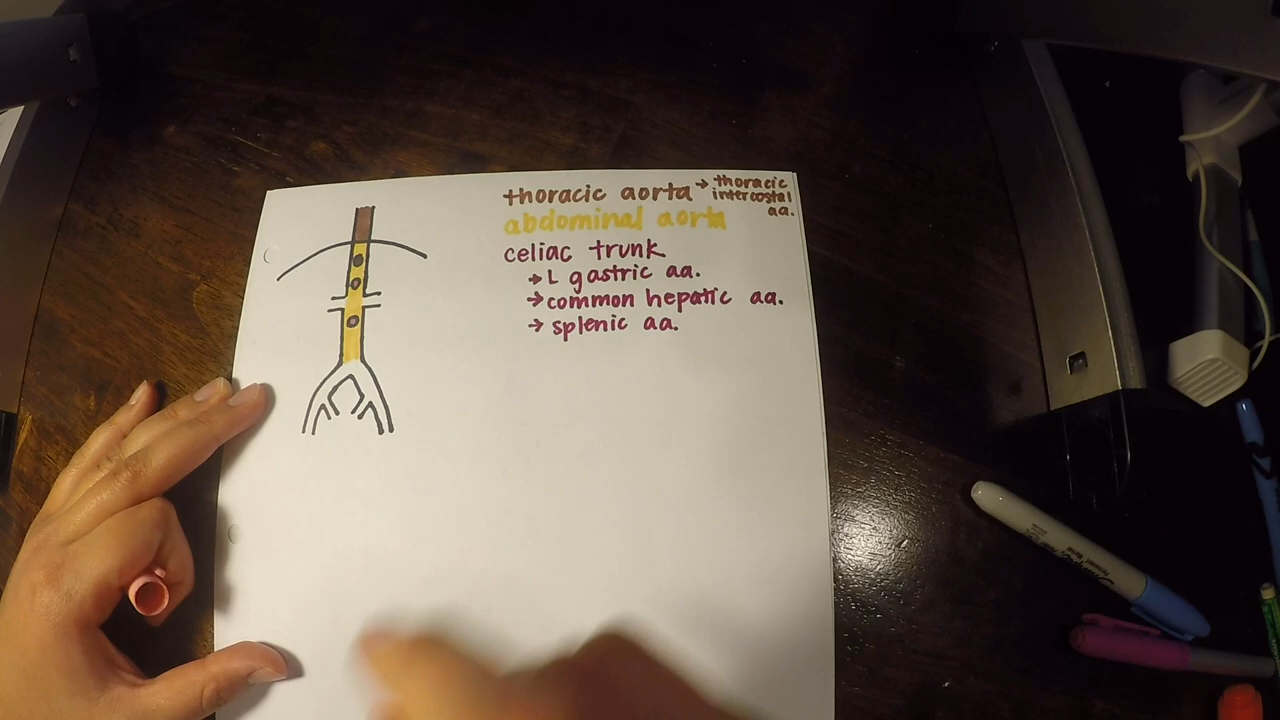 thoracic aorta → thoracic
intercostal
aa.
abdominal aorta
celiac trunk
→ L gastric aa.
→ common hepatic aa.
→ splenic aa.